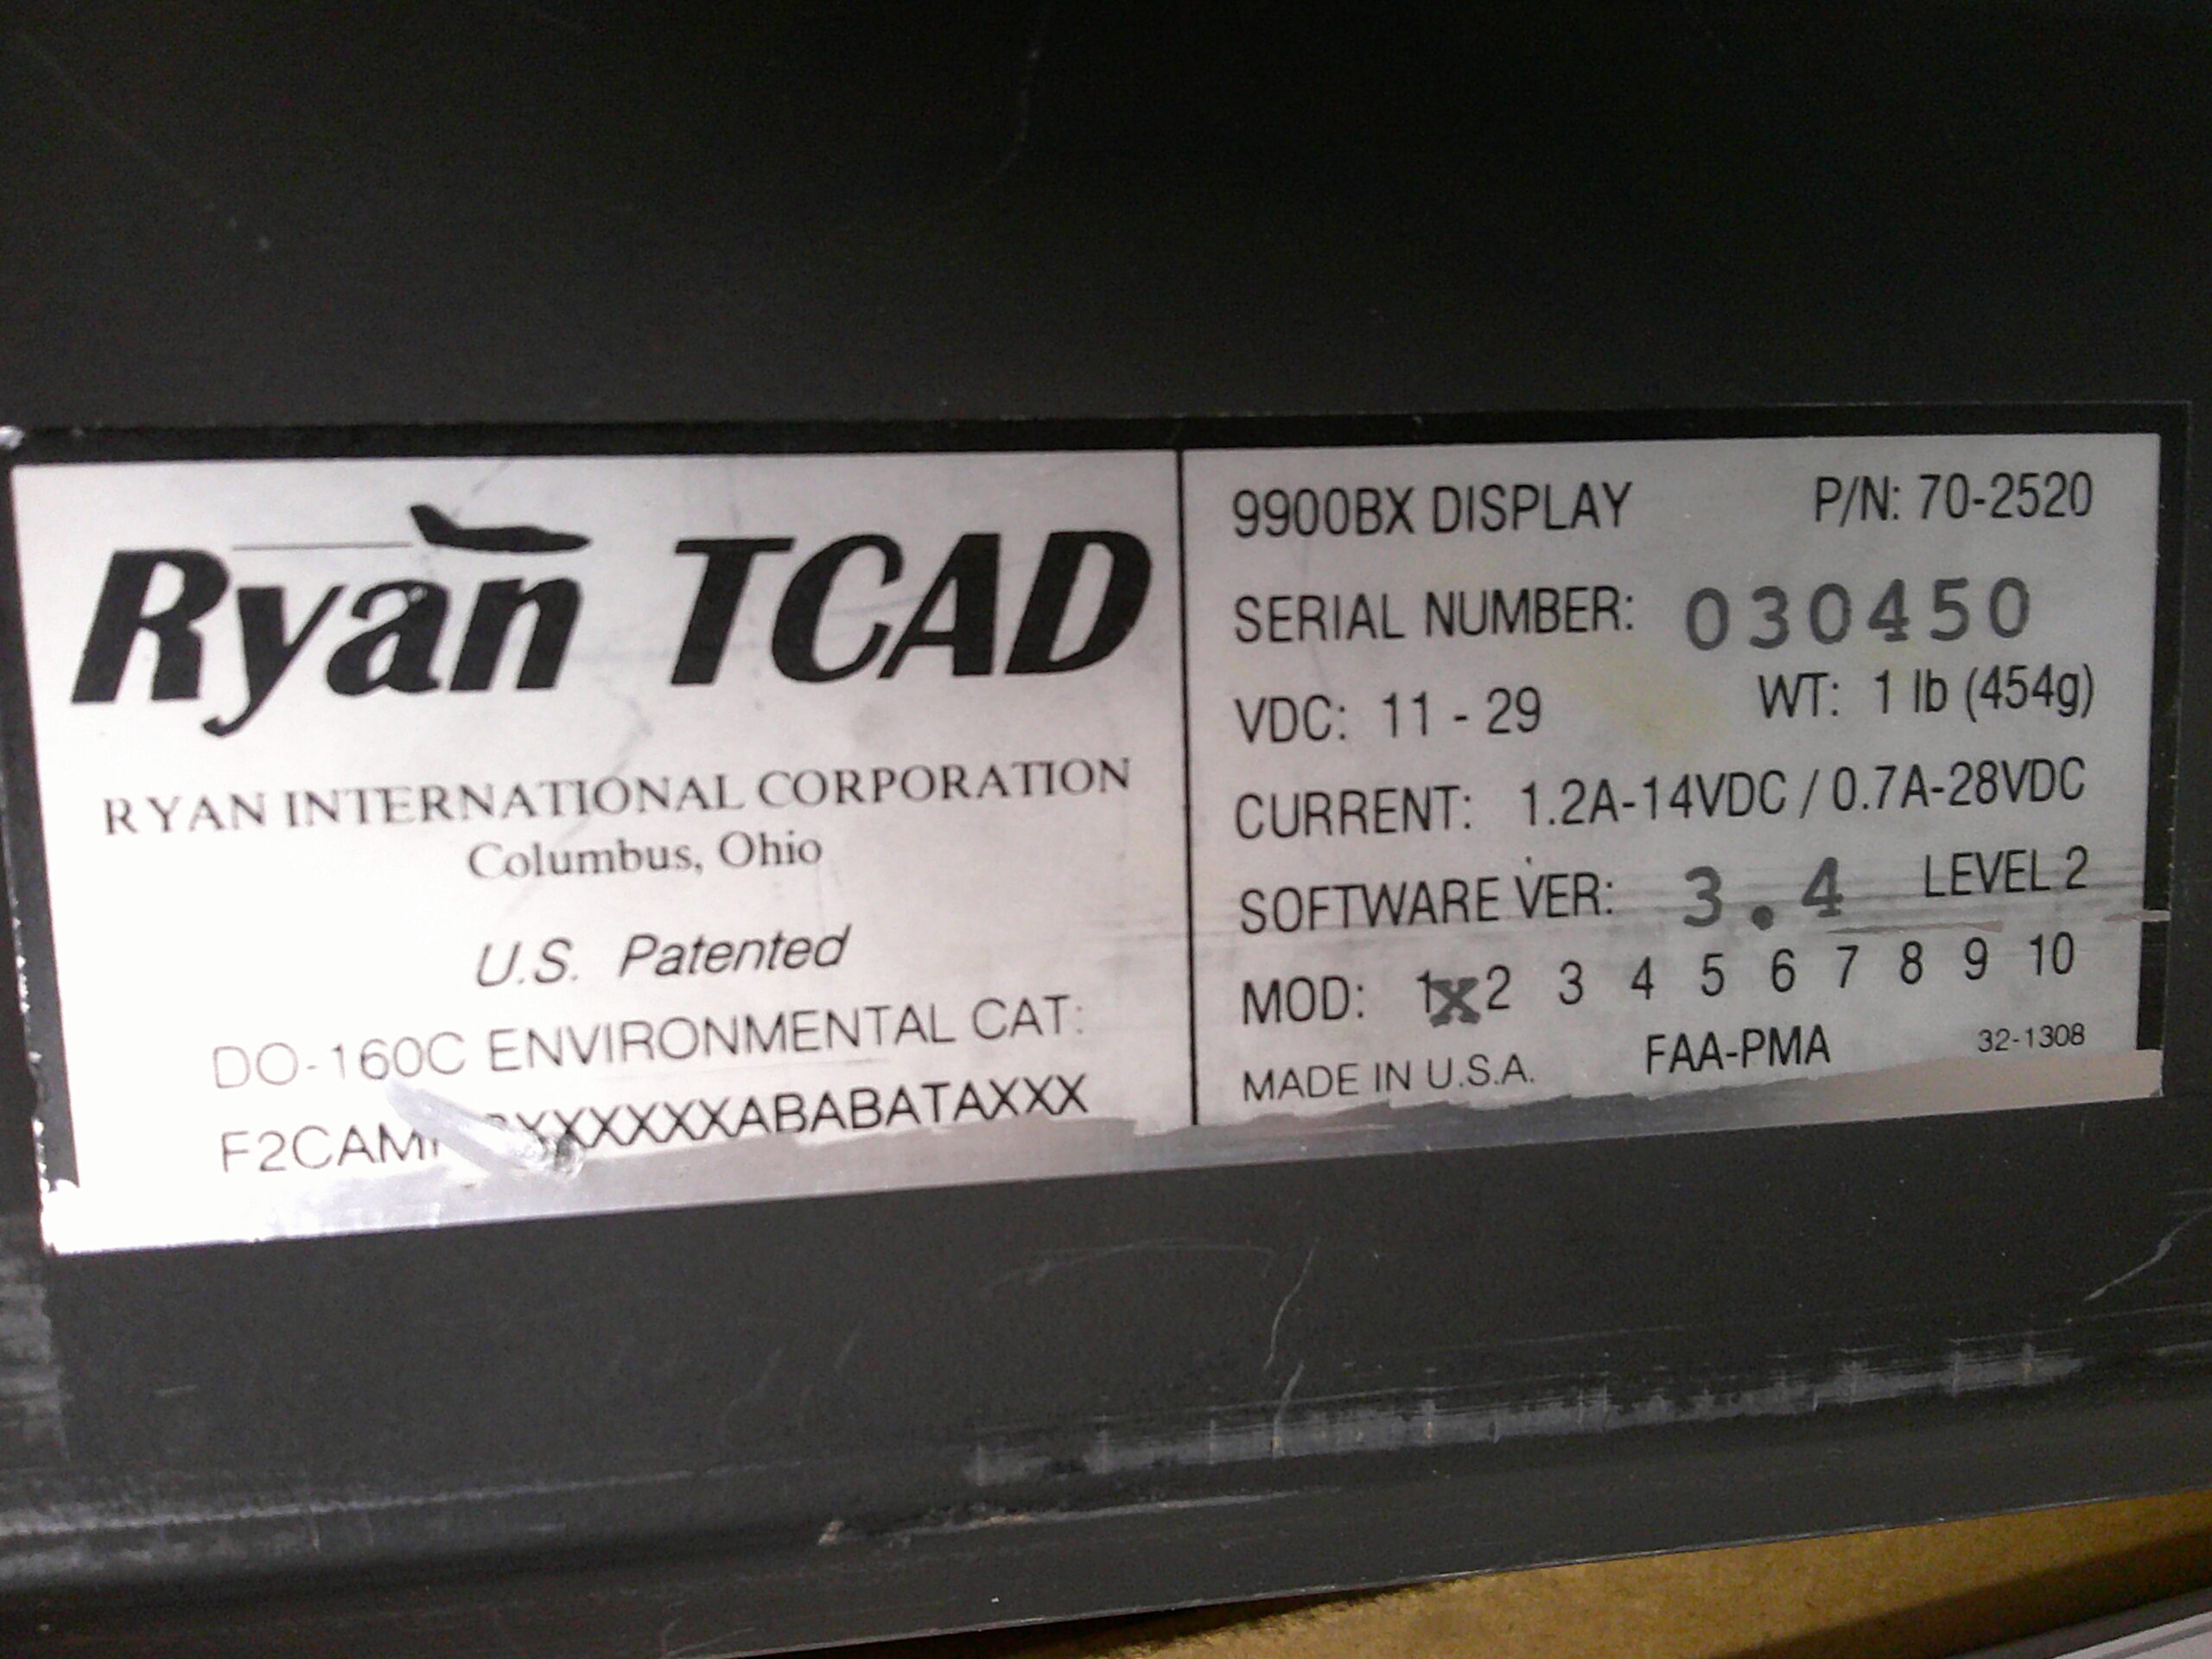 Ryan TCAD
RYAN INTERNATIONAL CORPORATION
Columbus, Ohio
U.S. Patented
DO-160C ENVIRONMENTAL CAT:
9900BX DISPLAY P/N: 70-2520
SERIAL NUMBER: 030450
VDC: 11 - 29 WT: 1 lb (454g)
CURRENT: 1.2A-14VDC / 0.7A-28VDC
SOFTWARE VER: 3.4 LEVEL 2
MOD: 1 X 2 3 4 5 6 7 8 9 10
MADE IN U.S.A. FAA-PMA 32-1308